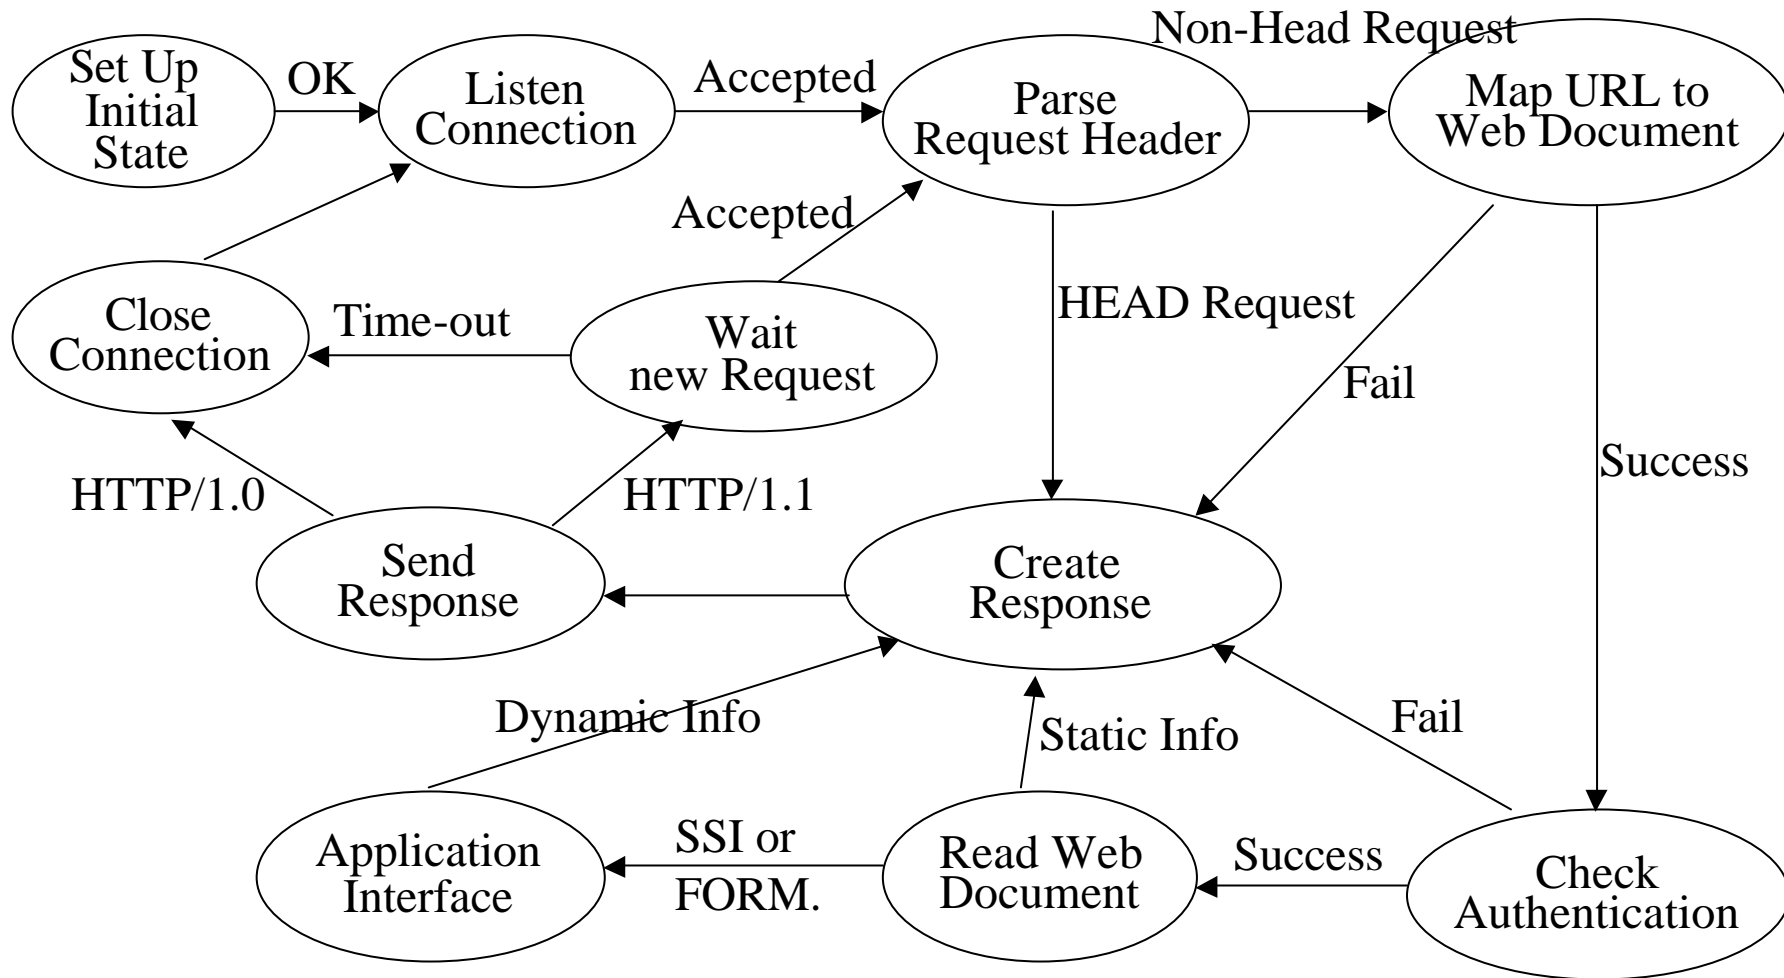 Non-Head Request
Set Up
Initial
State
OK
Listen
Connection
Accepted
Parse
Request Header
Map URL to
Web Document
Accepted
Close
Connection
Time-out
Wait
new Request
HEAD Request
Fail
Success
HTTP/1.0
HTTP/1.1
Send
Response
Create
Response
Dynamic Info
Static Info
Fail
Application
Interface
SSI or
FORM.
Read Web
Document
Success
Check
Authentication